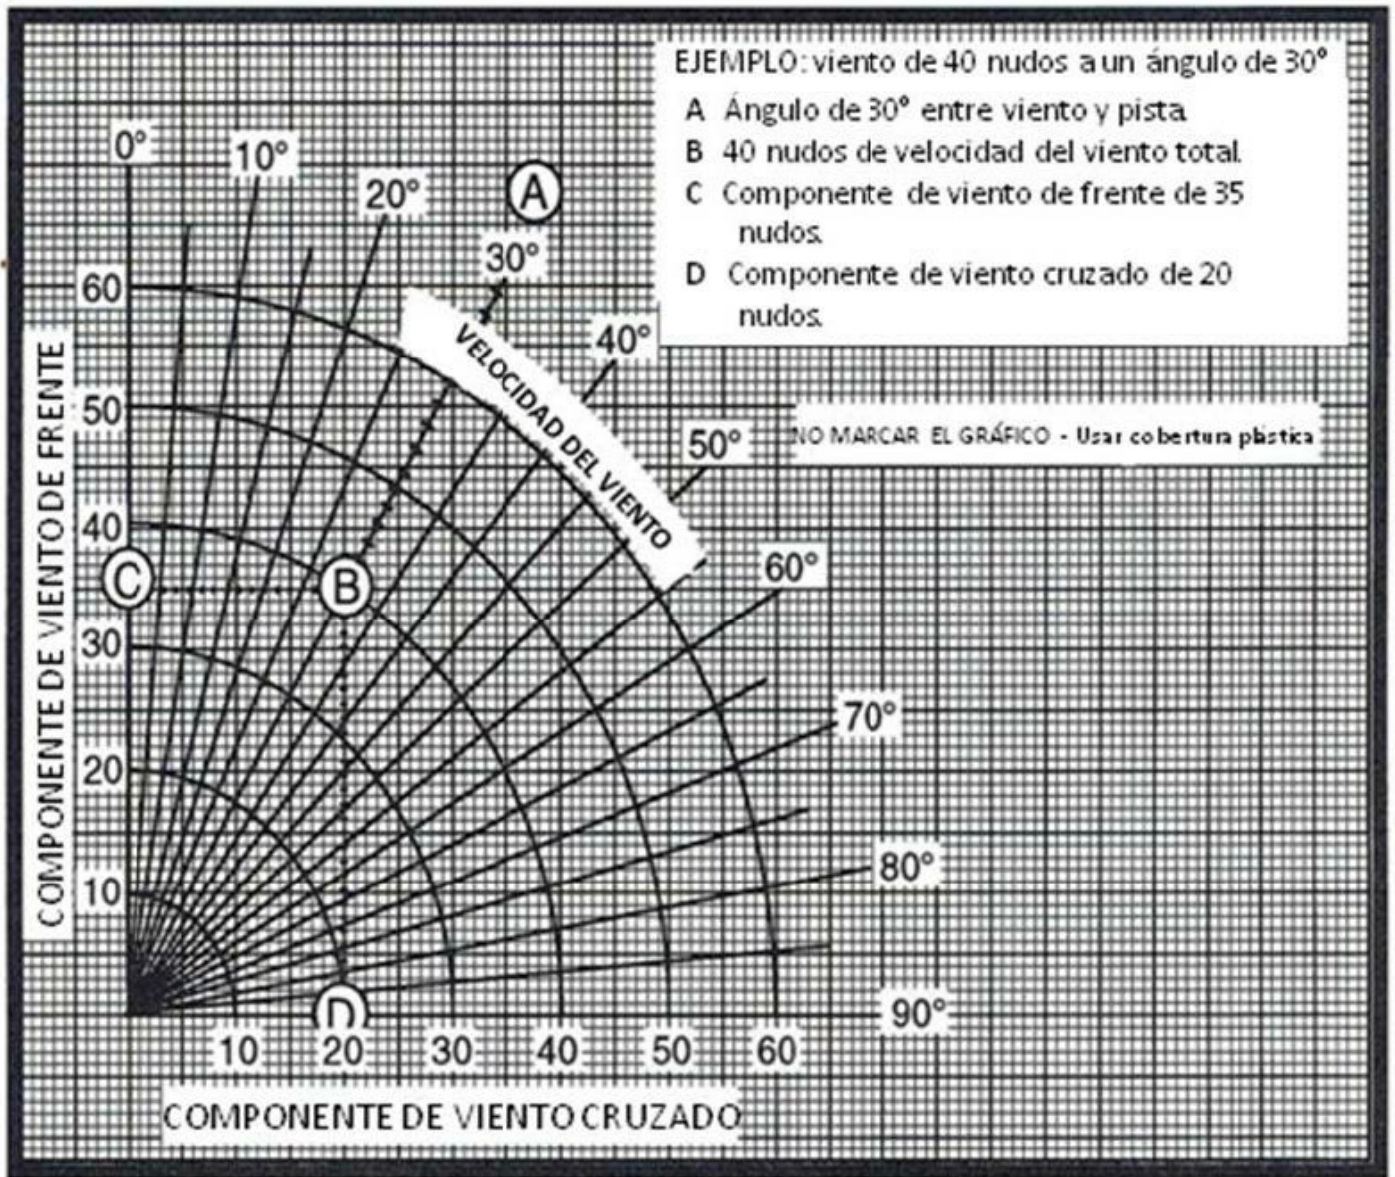 EJEMPLO: viento de 40 nudos a un ángulo de 30°
A Ángulo de 30° entre viento y pista
B 40 nudos de velocidad del viento total.
C Componente de viento de frente de 35
nudos.
D Componente de viento cruzado de 20
nudos.
0°
10°
20°
A
30°
40°
50°
60°
70°
80°
90°
VELOCIDAD DEL VIENTO
NO MARCAR EL GRÁFICO - Usar cobertura plástica
COMPONENTE DE VIENTO DE FRENTE
60
50
40
30
20
10
C
B
D
10 20 30 40 50 60
COMPONENTE DE VIENTO CRUZADO